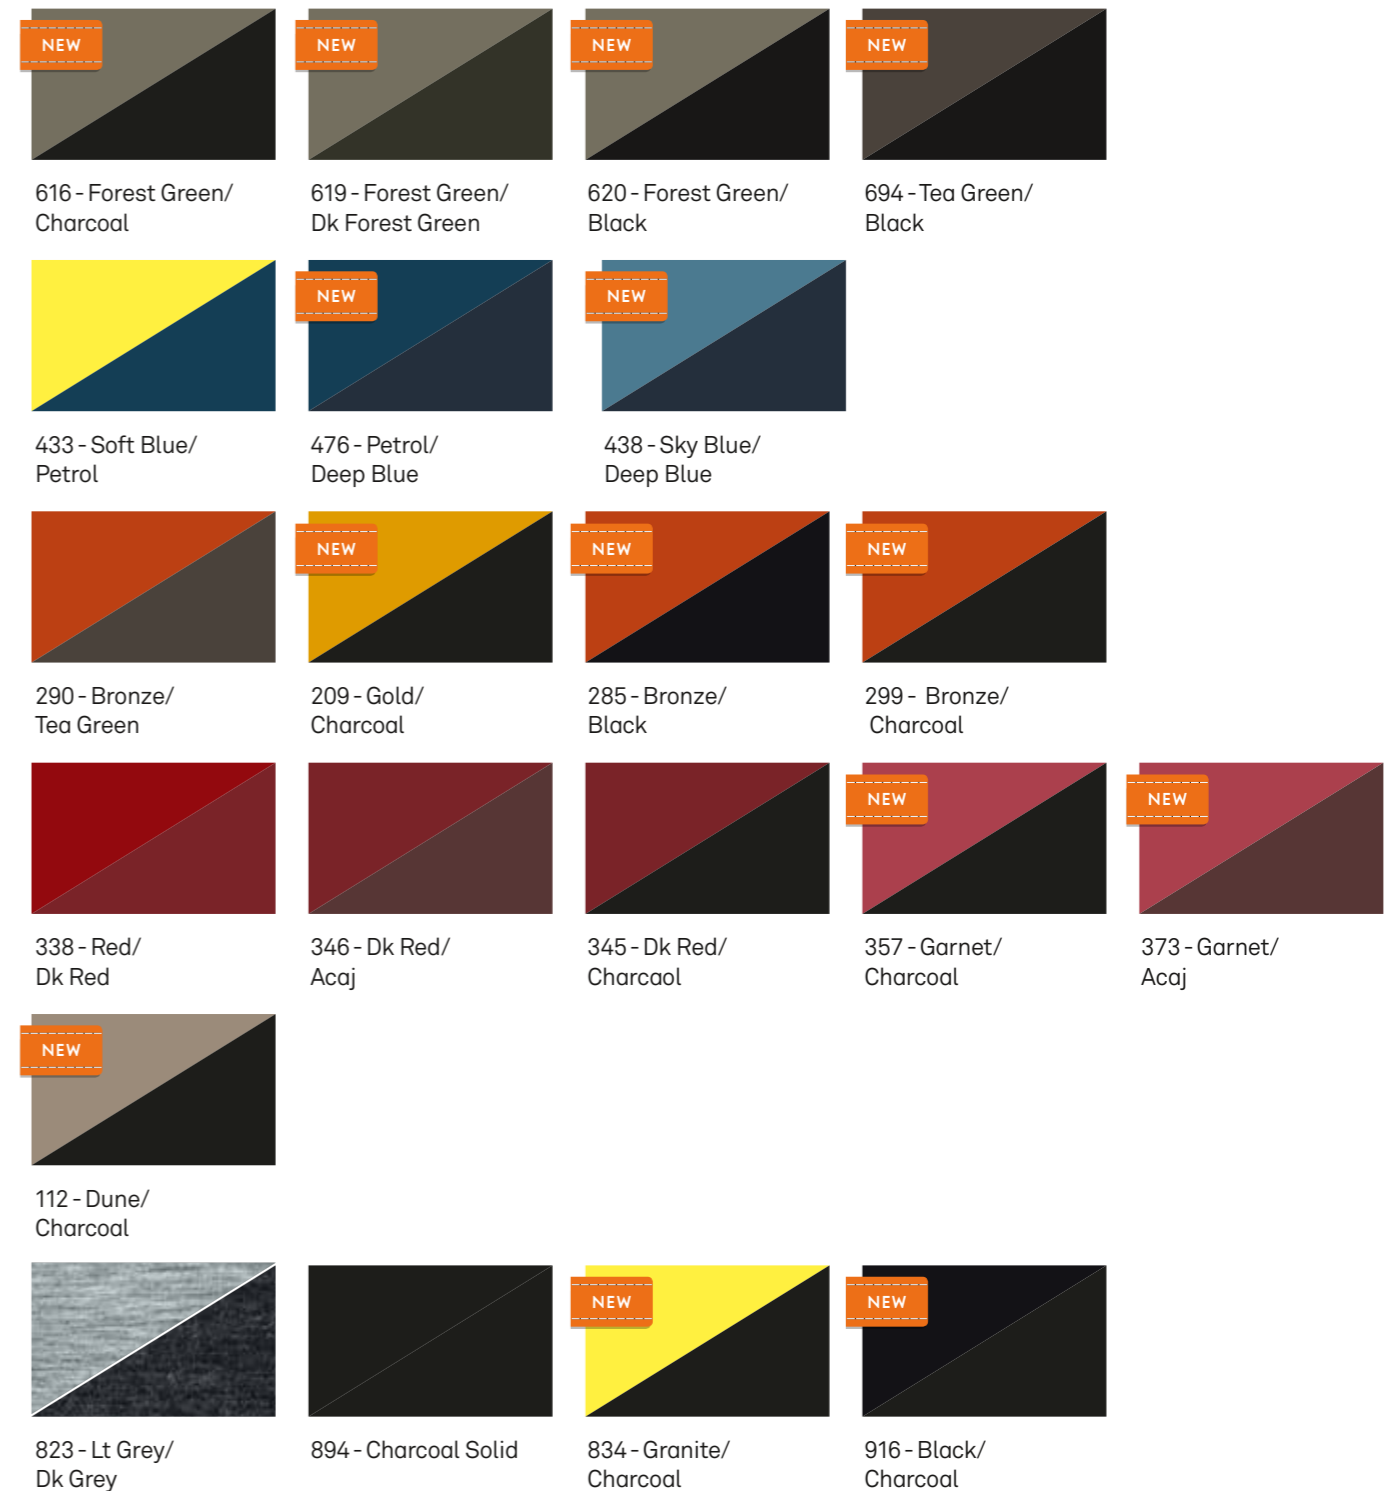 NEW
NEW
NEW
NEW
616 - Forest Green/
Charcoal
619 - Forest Green/
Dk Forest Green
620 - Forest Green/
Black
694 - Tea Green/
Black
NEW
NEW
433 - Soft Blue/
Petrol
476 - Petrol/
Deep Blue
438 - Sky Blue/
Deep Blue
NEW
NEW
NEW
290 - Bronze/
Tea Green
209 - Gold/
Charcoal
285 - Bronze/
Black
299 - Bronze/
Charcoal
NEW
NEW
338 - Red/
Dk Red
346 - Dk Red/
Acaj
345 - Dk Red/
Charcaol
357 - Garnet/
Charcoal
373 - Garnet/
Acaj
NEW
112 - Dune/
Charcoal
NEW
NEW
823 - Lt Grey/
Dk Grey
894 - Charcoal Solid
834 - Granite/
Charcoal
916 - Black/
Charcoal